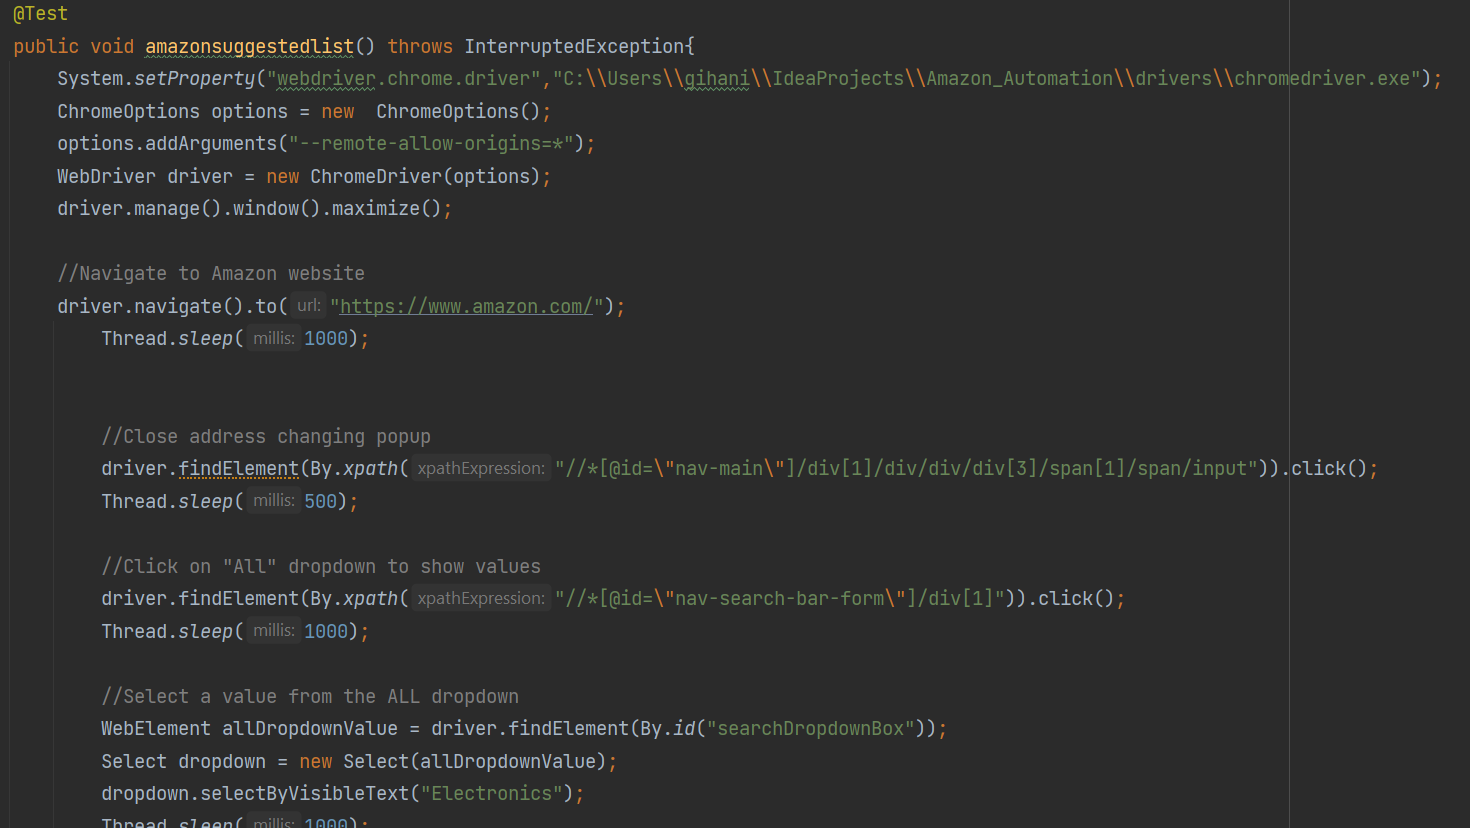 @Test
public void amazonsuggestedlist() throws InterruptedException{
System.setProperty("webdriver.chrome.driver","C:\\Users\\gihani\\IdeaProjects\\Amazon_Automation\\drivers\\chromedriver.exe");
ChromeOptions options = new  ChromeOptions();
options.addArguments("--remote-allow-origins=*");
WebDriver driver = new ChromeDriver(options);
driver.manage().window().maximize();
//Navigate to Amazon website
driver.navigate().to( url: "https://www.amazon.com/");
Thread.sleep( millis: 1000);
//Close address changing popup
driver.findElement(By.xpath( xpathExpression: "//*[@id=\"nav-main\"]/div[1]/div/div/div[3]/span[1]/span/input")).click();
Thread.sleep( millis: 500);
//Click on "All" dropdown to show values
driver.findElement(By.xpath( xpathExpression: "//*[@id=\"nav-search-bar-form\"]/div[1]")).click();
Thread.sleep( millis: 1000);
//Select a value from the ALL dropdown
WebElement allDropdownValue = driver.findElement(By.id("searchDropdownBox"));
Select dropdown = new Select(allDropdownValue);
dropdown.selectByVisibleText("Electronics");
Thread.sleep( millis: 1000);